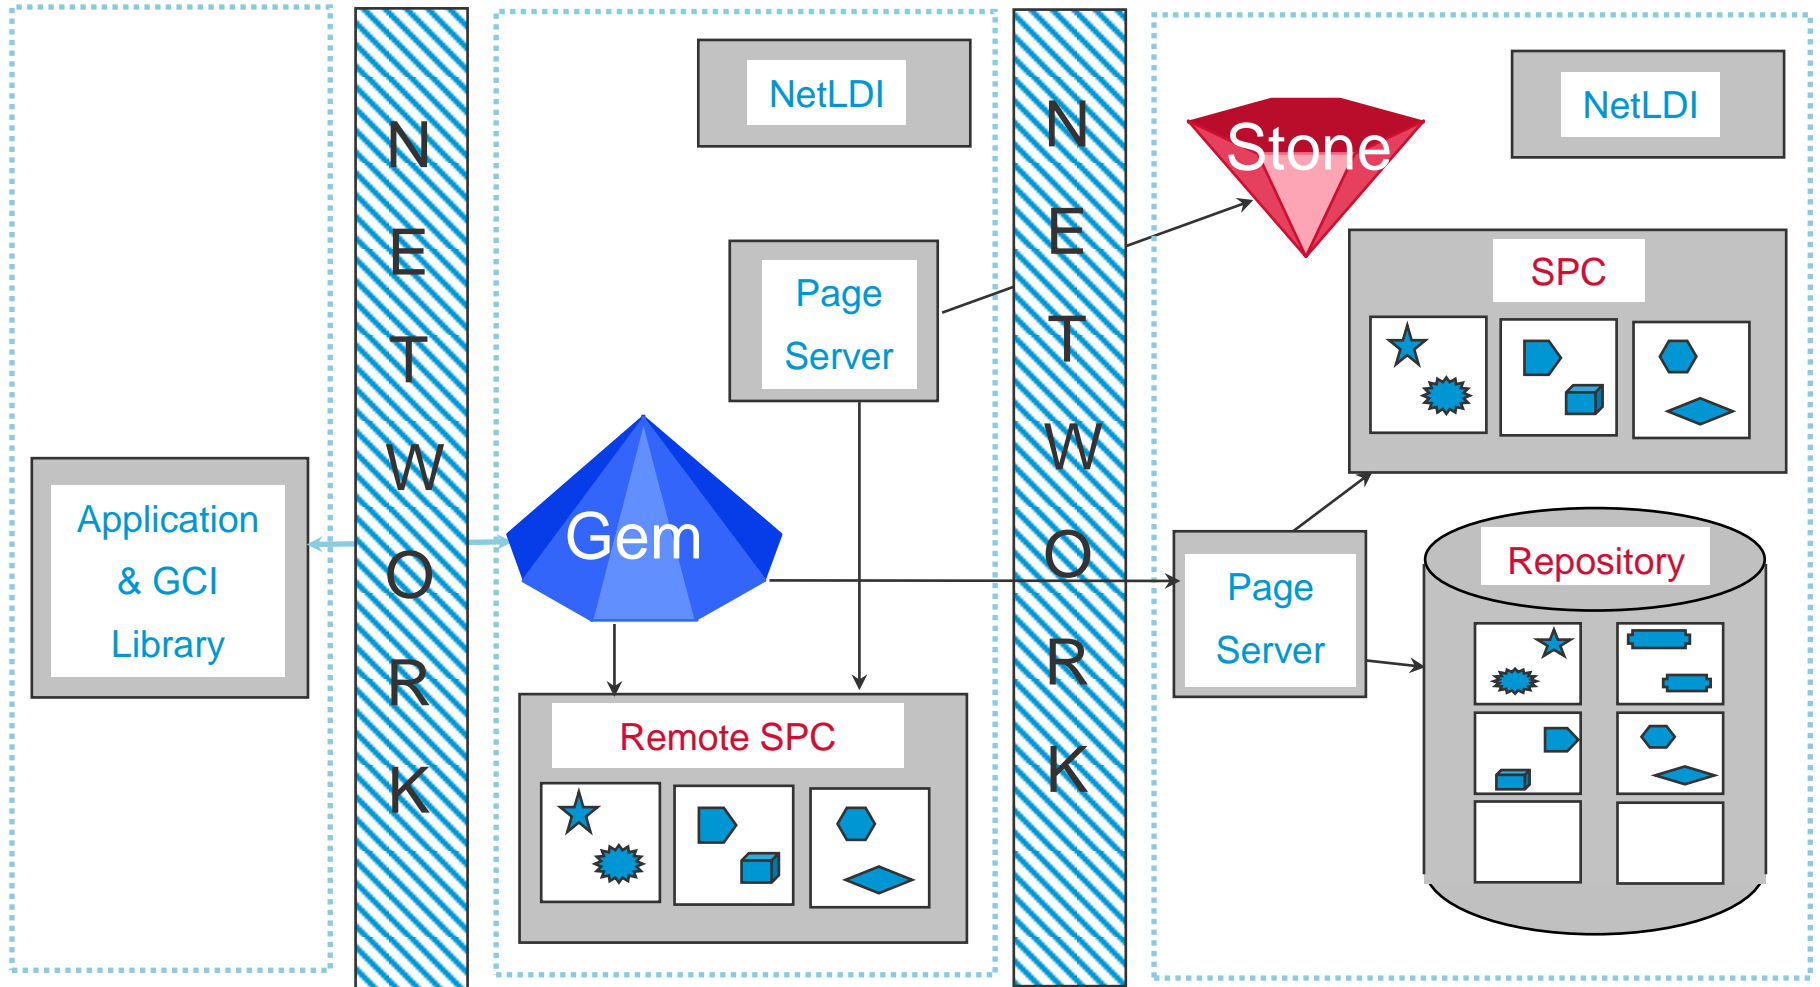 Application
& GCI
Library
N
E
T
W
O
R
K
NetLDI
Page
Server
Gem
Remote SPC
N
E
T
W
O
R
K
Stone
NetLDI
SPC
Page
Server
Repository